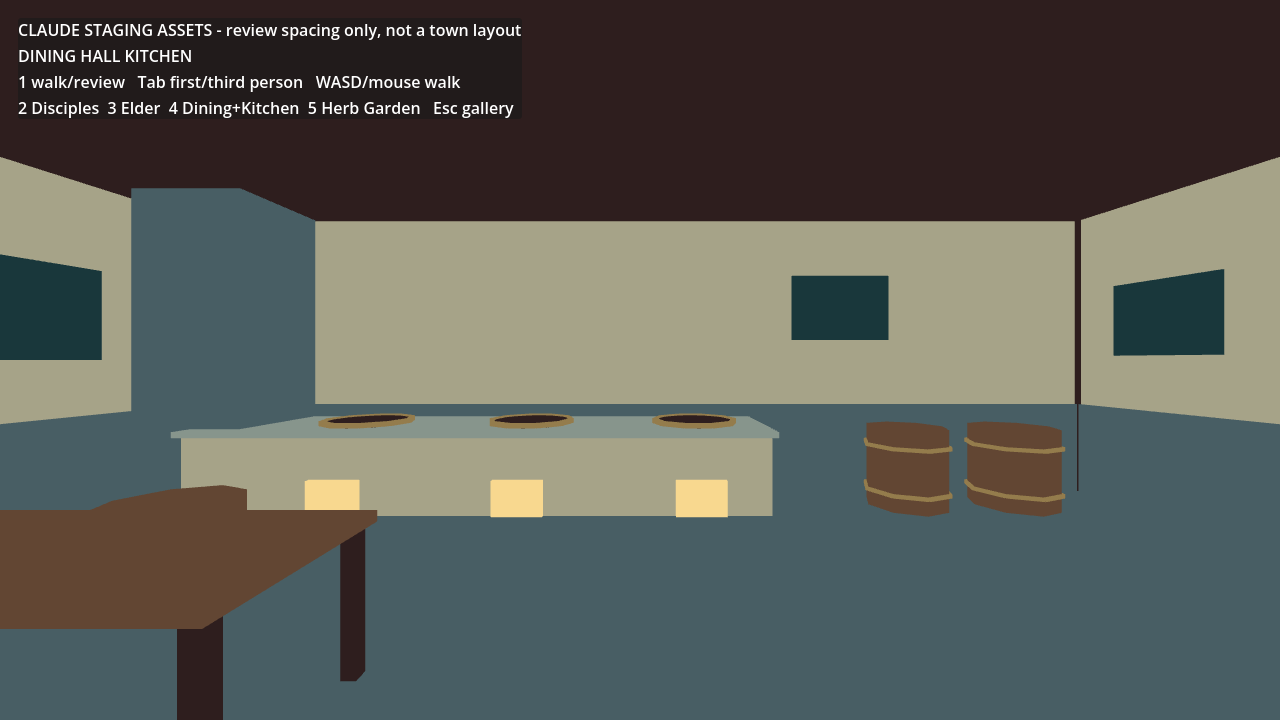 CLAUDE STAGING ASSETS - review spacing only, not a town layout
DINING HALL KITCHEN
1 walk/review   Tab first/third person   WASD/mouse walk
2 Disciples  3 Elder  4 Dining+Kitchen  5 Herb Garden   Esc gallery